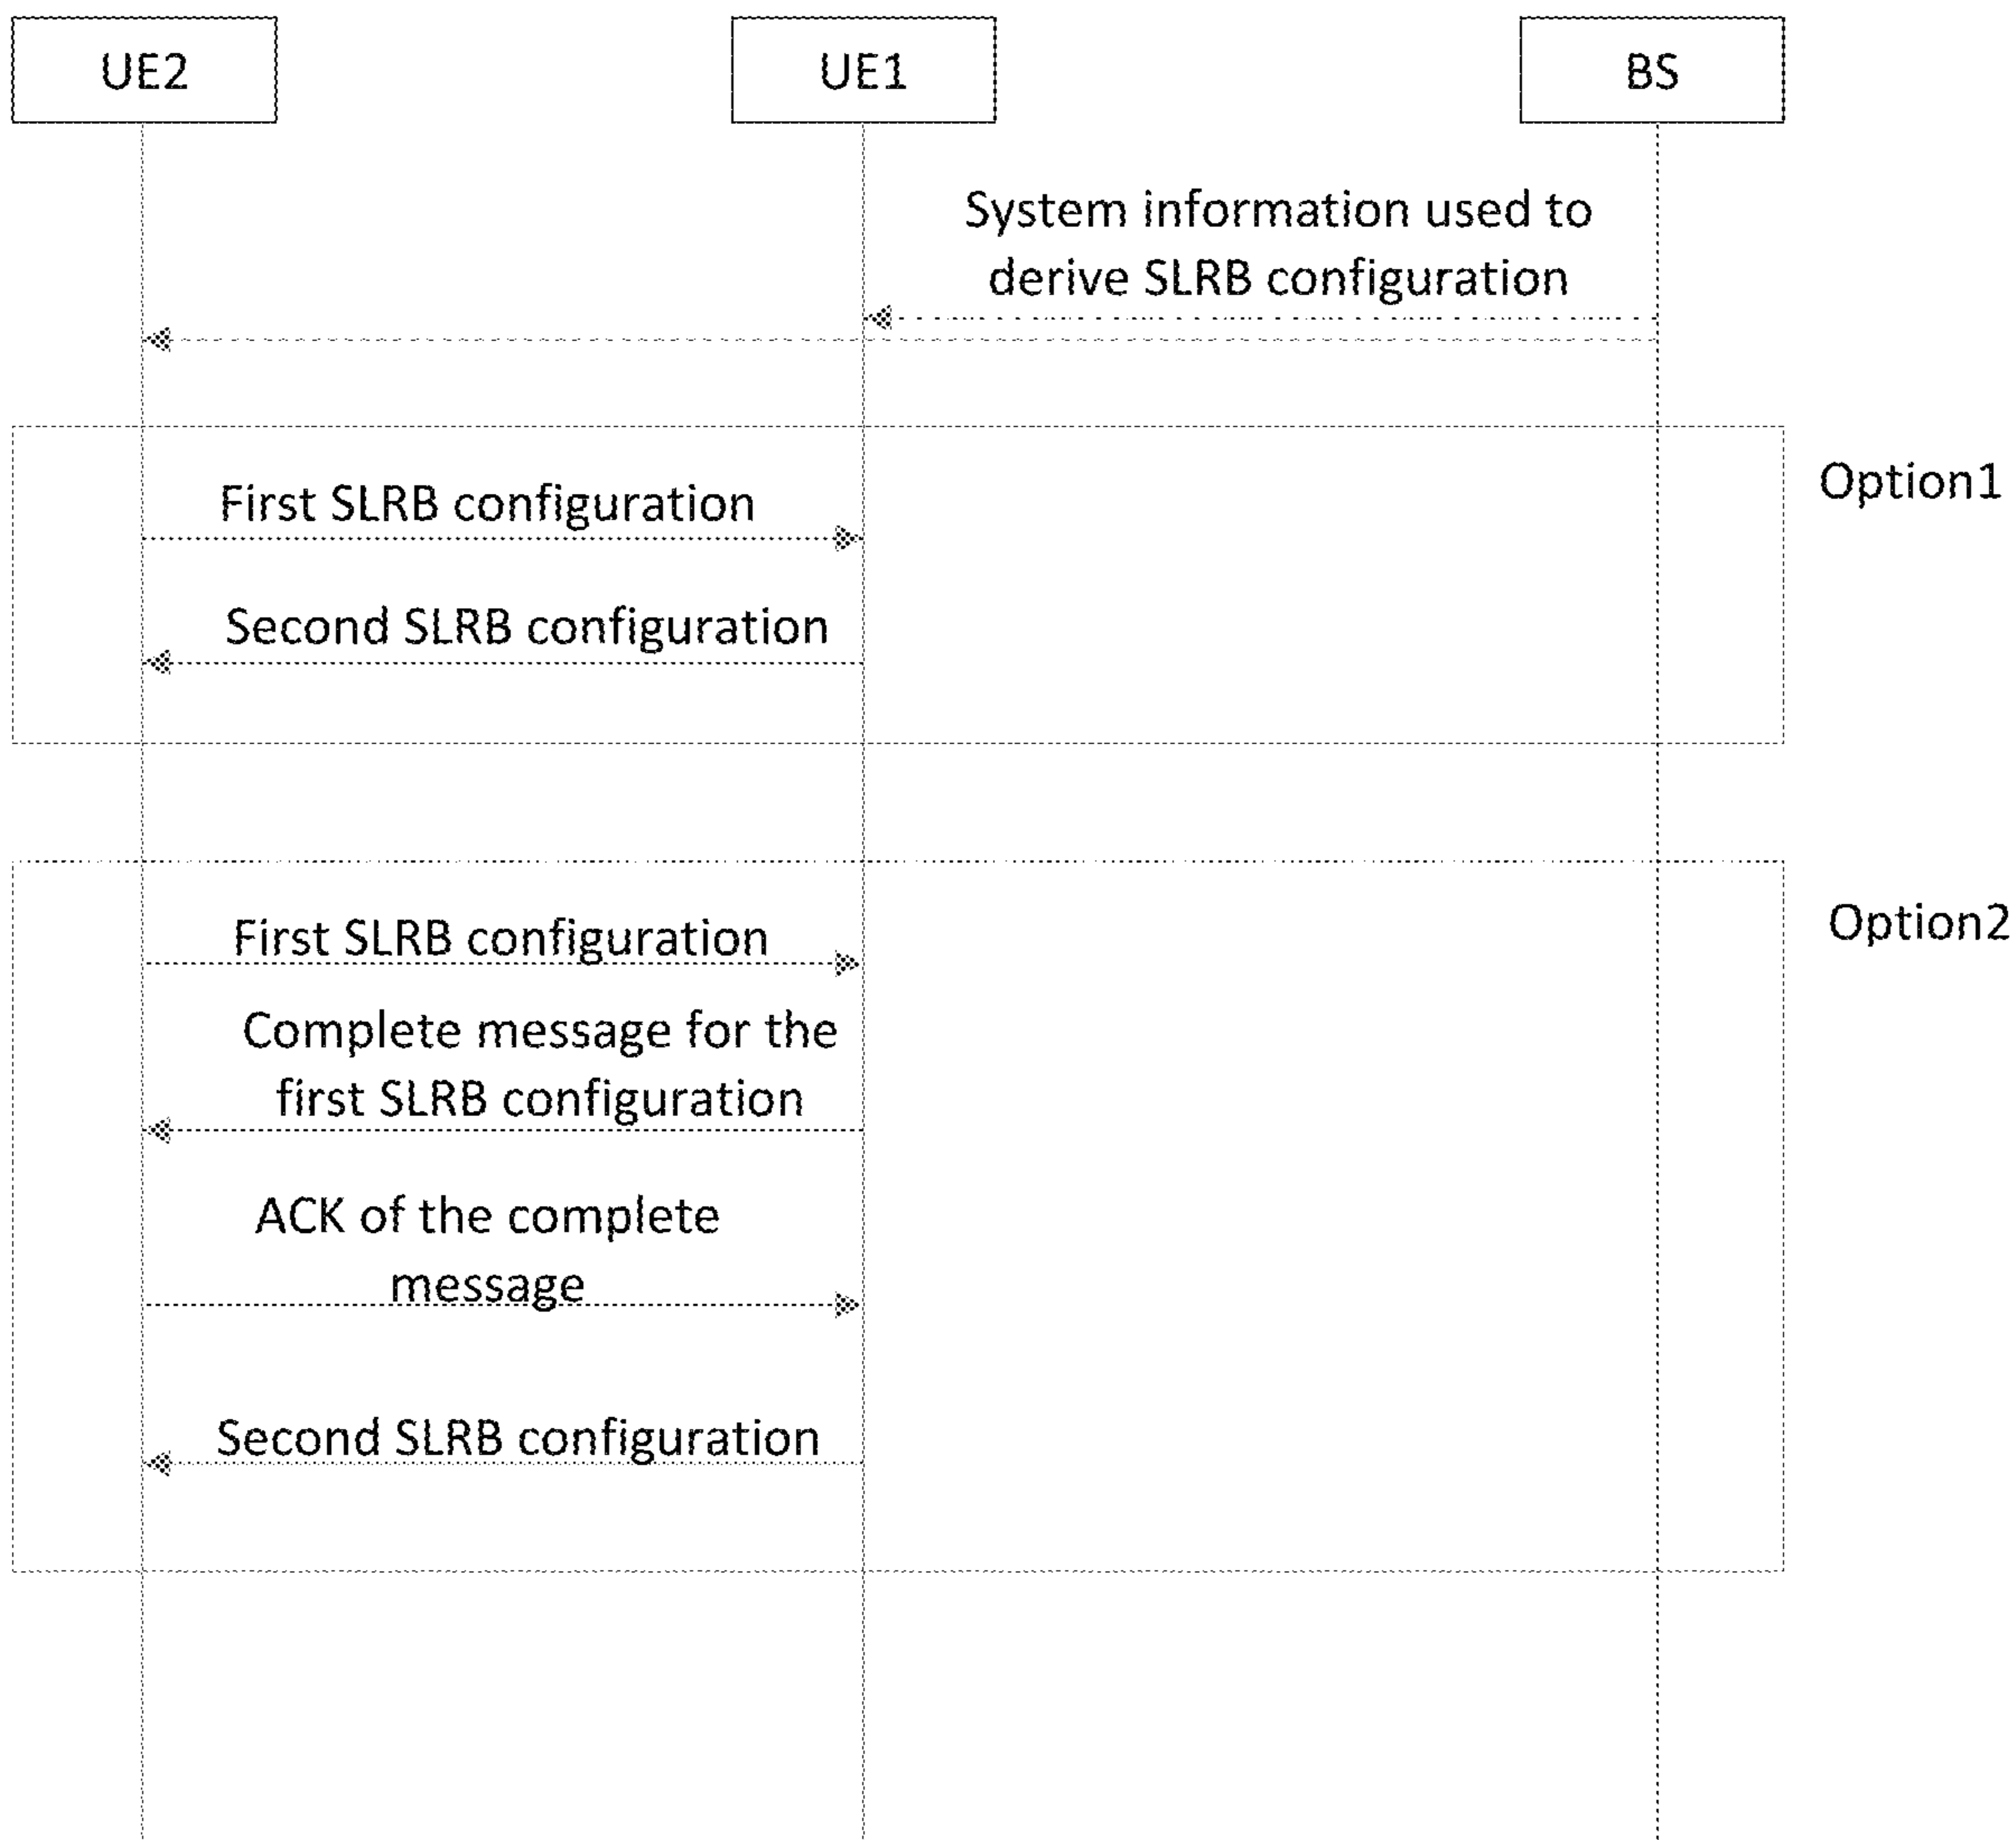 UE2
UE1
BS
System information used to
derive SLRB configuration
Option1
First SLRB configuration
Second SLRB configuration
Option2
First SLRB configuration
Complete message for the
first SLRB configuration
ACK of the complete
message
Second SLRB configuration